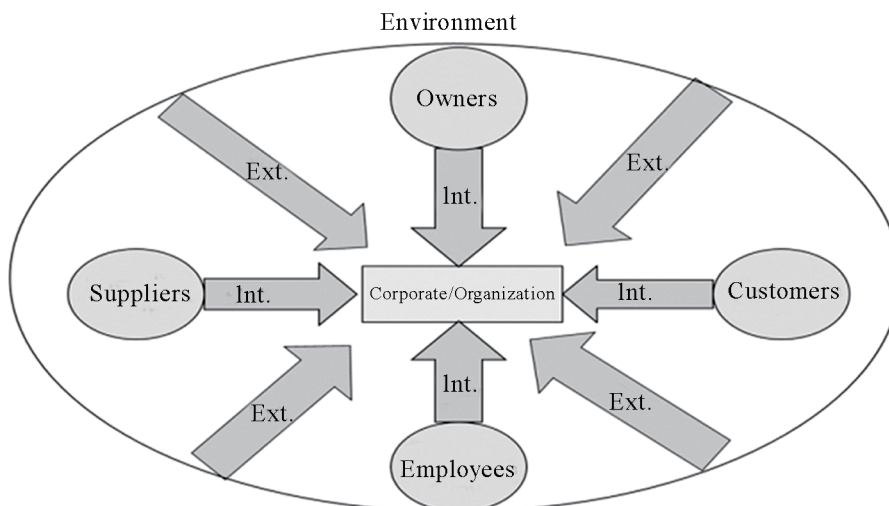 Environment
Owners
Ext.
Ext.
Int.
Suppliers
Int.
Corporate/Organization
Int.
Customers
Int.
Ext.
Ext.
Employees